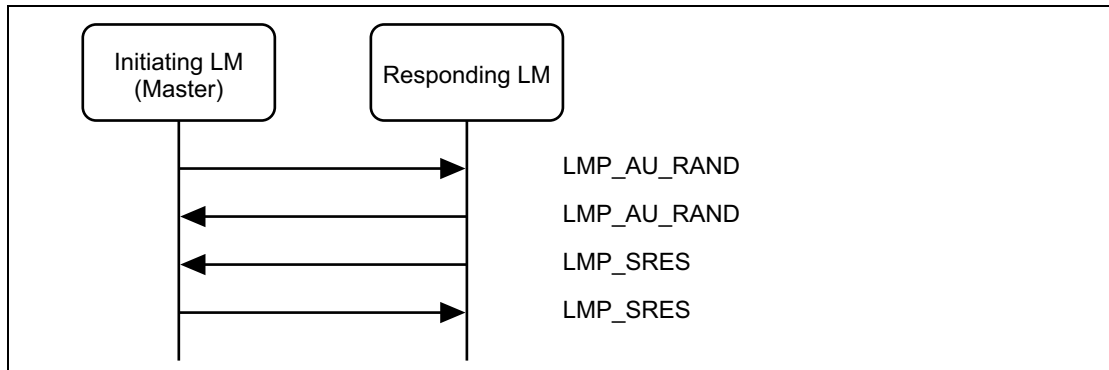 Initiating LM
(Master)
Responding LM
LMP_AU_RAND
LMP_AU_RAND
LMP_SRES
LMP_SRES